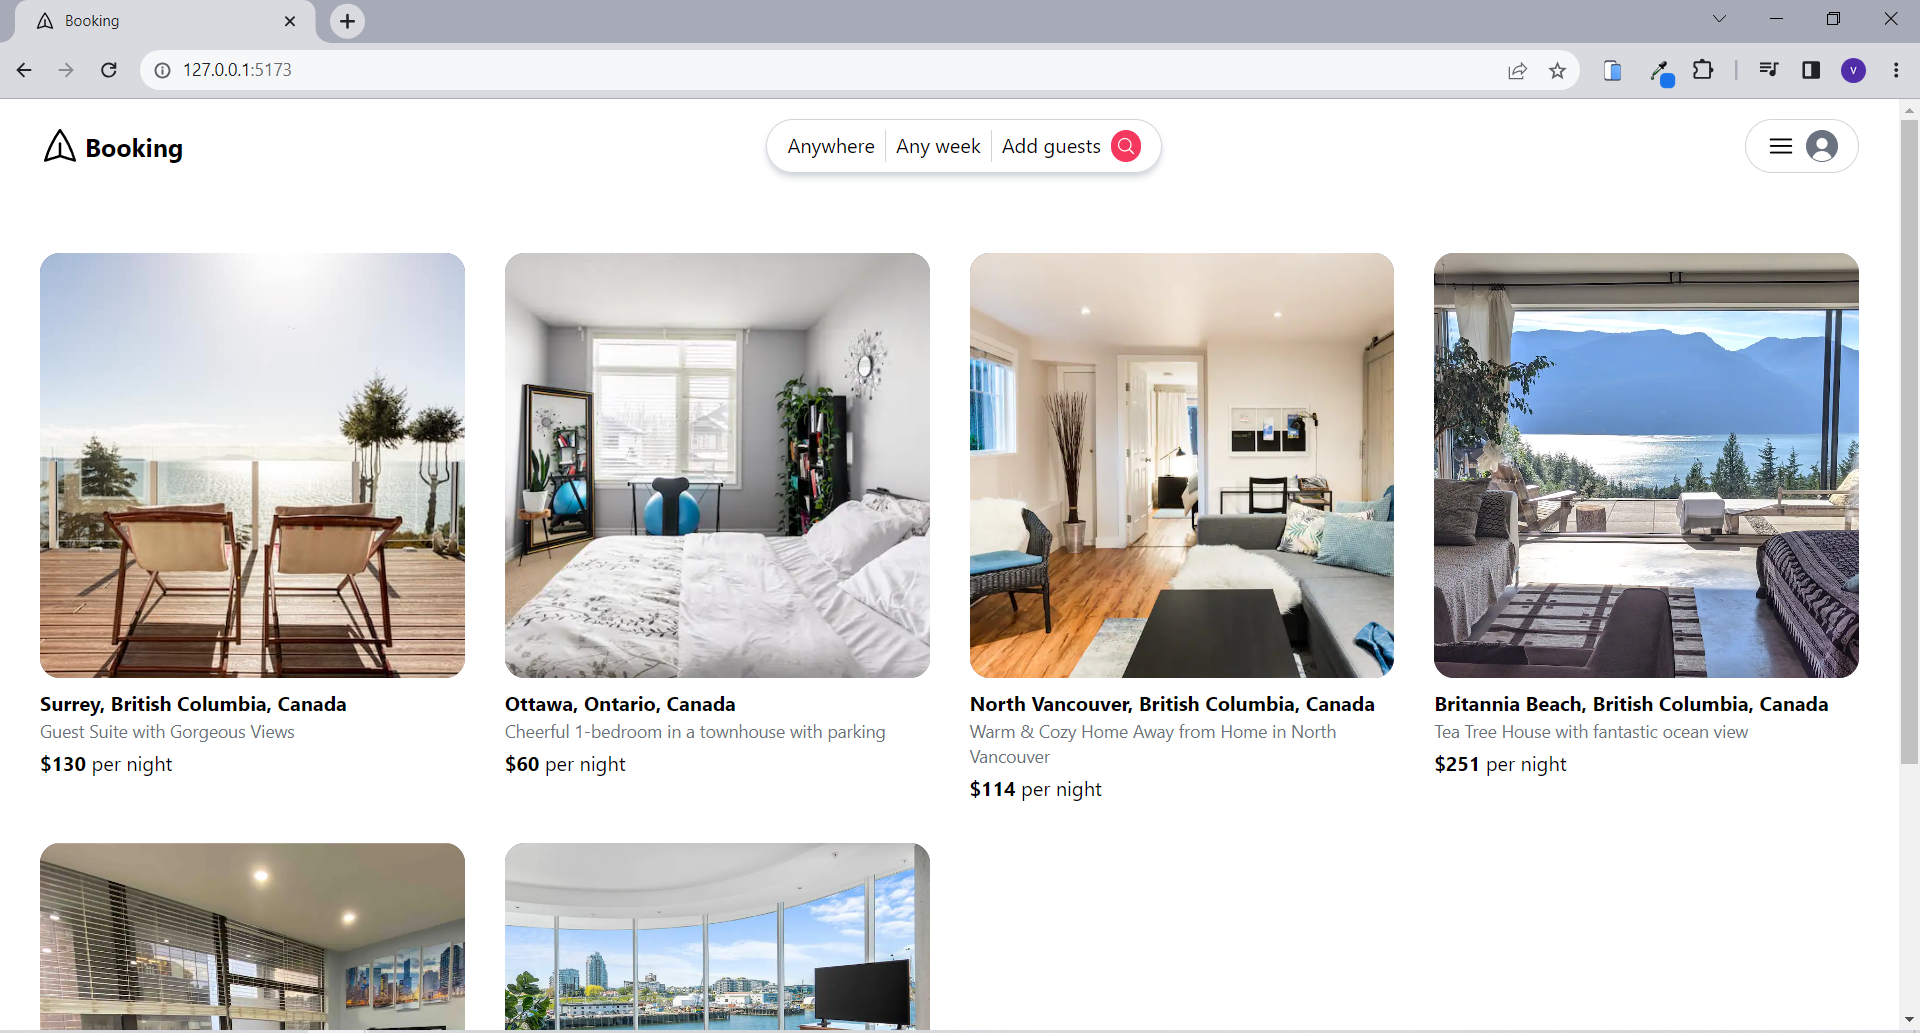 Booking
127.0.0.1:5173
v
Booking
Anywhere Any week Add guests
Surrey, British Columbia, Canada
Guest Suite with Gorgeous Views
$130 per night
Ottawa, Ontario, Canada
Cheerful 1-bedroom in a townhouse with parking
$60 per night
North Vancouver, British Columbia, Canada
Warm & Cozy Home Away from Home in North
Vancouver
$114 per night
Britannia Beach, British Columbia, Canada
Tea Tree House with fantastic ocean view
$251 per night